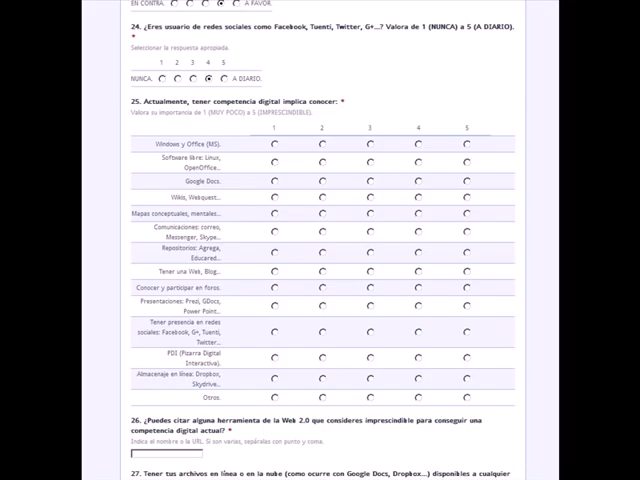 EN CONTRA. A FAVOR.
24. ¿Eres usuario de redes sociales como Facebook, Tuenti, Twitter, G+...? Valora de 1 (NUNCA) a 5 (A DIARIO).
*
Seleccionar la respuesta apropiada.
1 2 3 4 5
NUNCA. A DIARIO.
25. Actualmente, tener competencia digital implica conocer: *
Valora su importancia de 1 (MUY POCO) a 5 (IMPRESCINDIBLE).
1 2 3 4 5
Windows y Office (MS).
Software libre: Linux,
OpenOffice...
Google Docs.
Wikis, Webquest...
Mapas conceptuales, mentales...
Comunicaciones: correo,
Messenger, Skype...
Repositorios: Agrega,
Educared...
Tener una Web, Blog...
Conocer y participar en foros.
Presentaciones: Prezi, GDocs,
Power Point...
Tener presencia en redes
sociales: Facebook, G+, Tuenti,
Twitter...
PDI (Pizarra Digital
Interactiva).
Almacenaje en línea: Dropbox,
Skydrive...
Otros.
26. ¿Puedes citar alguna herramienta de la Web 2.0 que consideres imprescindible para conseguir una
competencia digital actual? *
Indica el nombre o la URL. Si son varias, sepáralas con punto y coma.
27. Tener tus archivos en línea o en la nube (como ocurre con Google Docs, Dropbox...) disponibles a cualquier